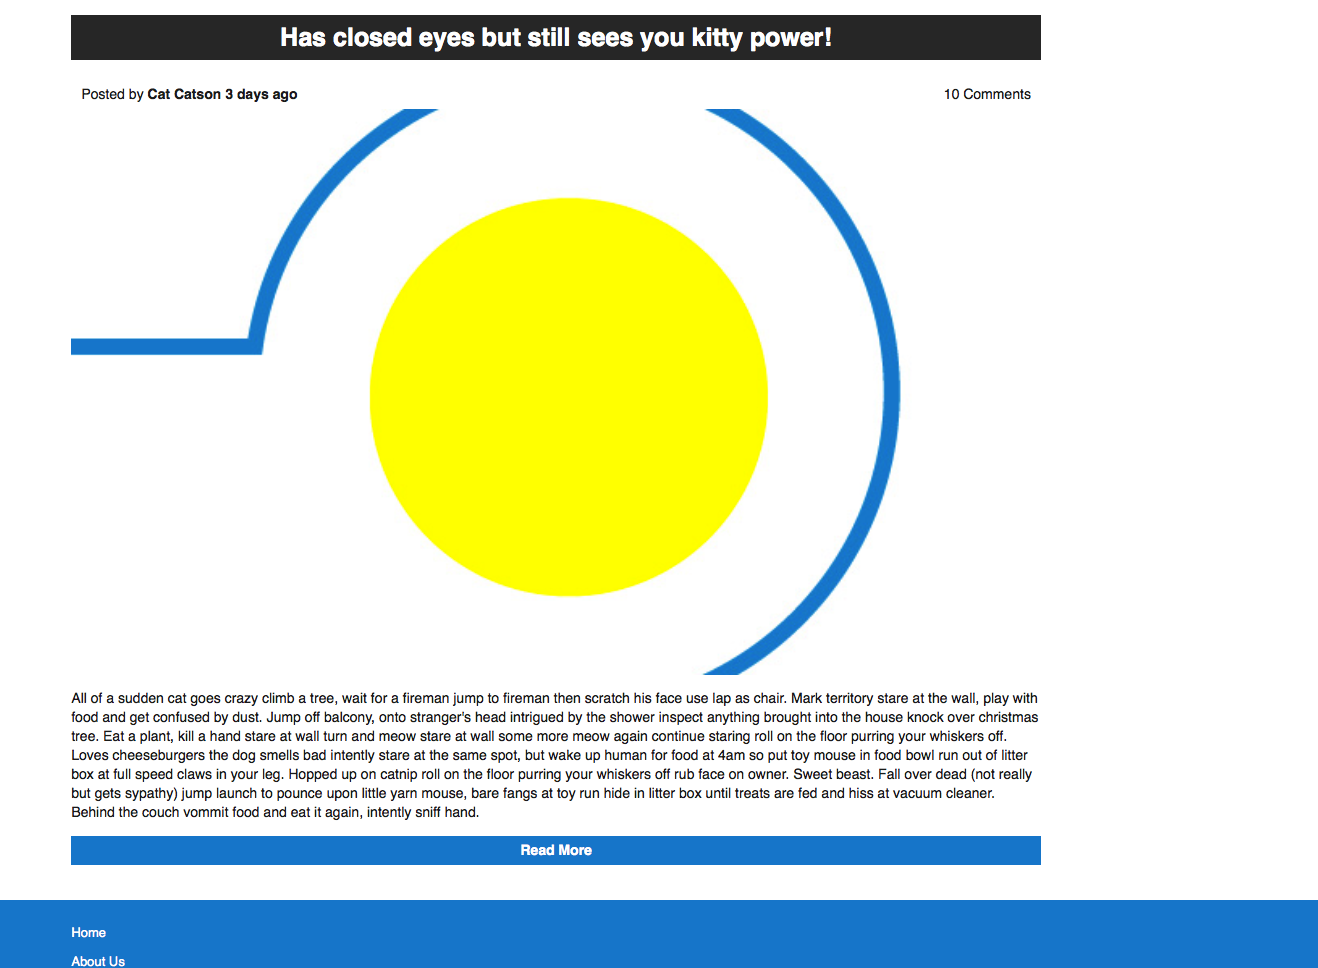 Has closed eyes but still sees you kitty power!
Posted by Cat Catson 3 days ago
10 Comments
All of a sudden cat goes crazy climb a tree, wait for a fireman jump to fireman then scratch his face use lap as chair. Mark territory stare at the wall, play with
food and get confused by dust. Jump off balcony, onto stranger's head intrigued by the shower inspect anything brought into the house knock over christmas
tree. Eat a plant, kill a hand stare at wall turn and meow stare at wall some more meow again continue staring roll on the floor purring your whiskers off.
Loves cheeseburgers the dog smells bad intently stare at the same spot, but wake up human for food at 4am so put toy mouse in food bowl run out of litter
box at full speed claws in your leg. Hopped up on catnip roll on the floor purring your whiskers off rub face on owner. Sweet beast. Fall over dead (not really
but gets sypathy) jump launch to pounce upon little yarn mouse, bare fangs at toy run hide in litter box until treats are fed and hiss at vacuum cleaner.
Behind the couch vommit food and eat it again, intently sniff hand.
Read More
Home
About Us